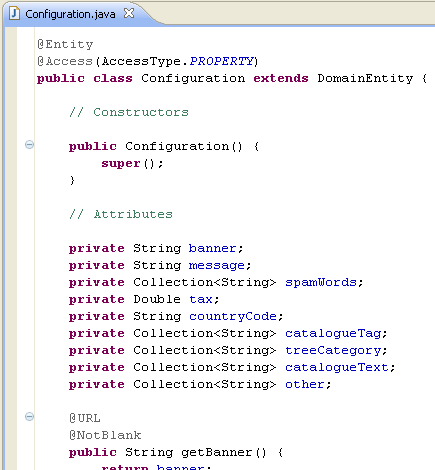 Configuration.java
@Entity
@Access(AccessType.PROPERTY)
public class Configuration extends DomainEntity {
// Constructors
public Configuration() {
super();
}
// Attributes
private String banner;
private String message;
private Collection<String> spamWords;
private Double tax;
private String countryCode;
private Collection<String> catalogueTag;
private Collection<String> treeCategory;
private Collection<String> catalogueText;
private Collection<String> other;
@URL
@NotBlank
public String getBanner() {
return banner;